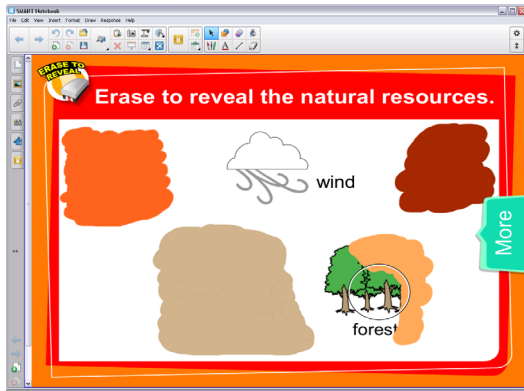 SMART Notebook
File Edit View Insert Format Draw Response Help
ERASE TO
REVEAL
Erase to reveal the natural resources.
wind
More
forest